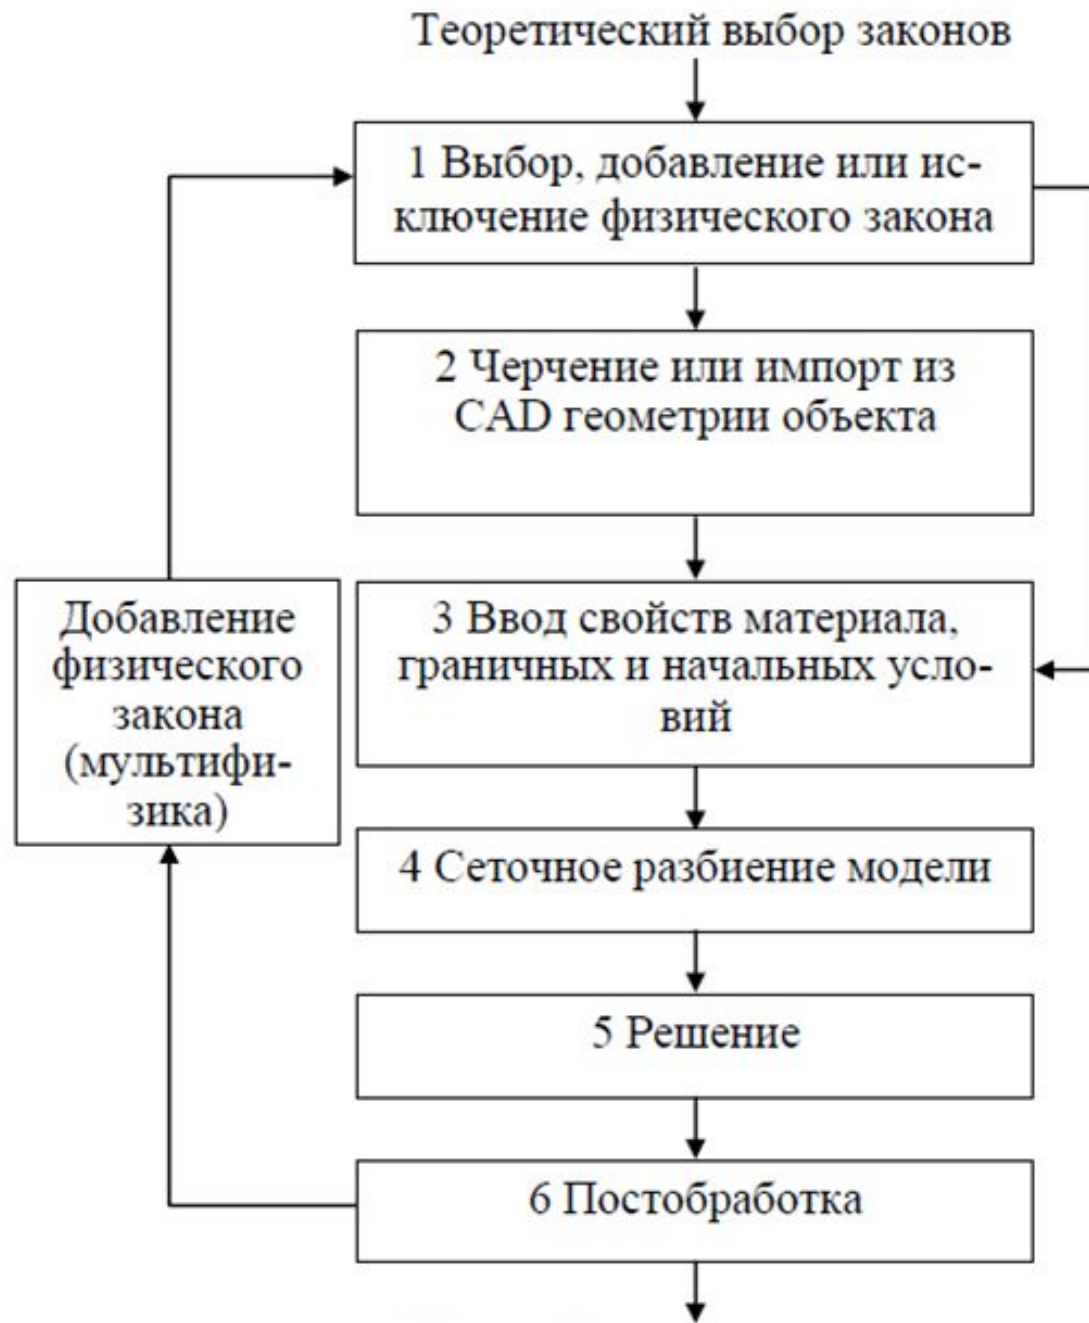 Теоретический выбор законов
1 Выбор, добавление или ис-
ключение физического закона
2 Черчение или импорт из
CAD геометрии объекта
Добавление
физического
закона
(мультифи-
зика)
3 Ввод свойств материала,
граничных и начальных усло-
вий
4 Сеточное разбиение модели
5 Решение
6 Постобработка